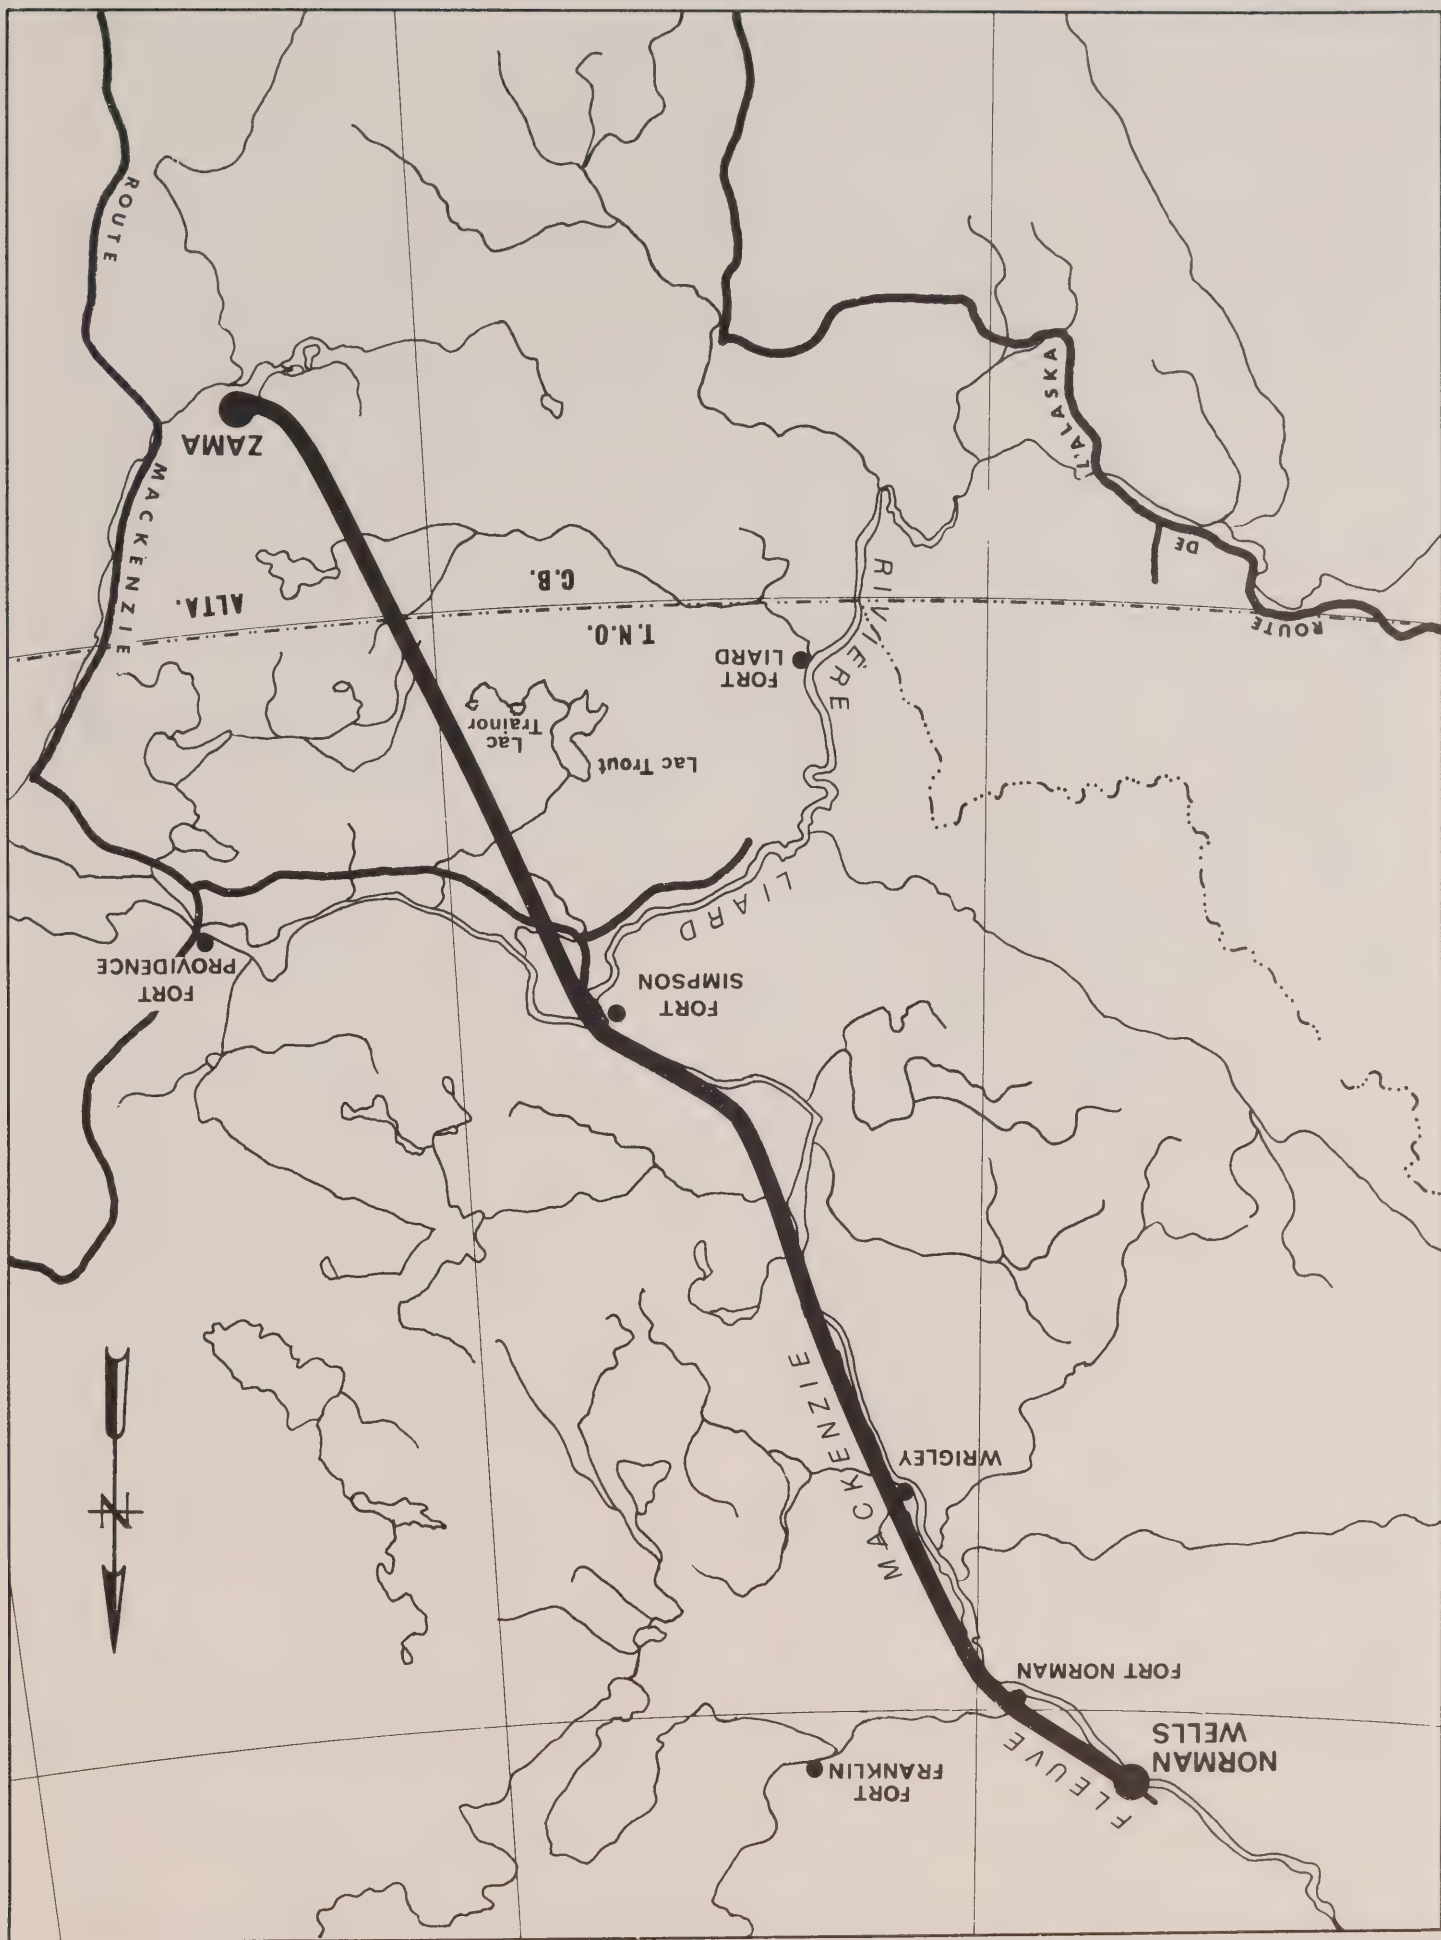 NORMAN
WELLS
FORT
FRANKLIN
FORT NORMAN
FLEUVE
MACKENZIE
WRIGLEY
N
FORT
SIMPSON
FORT
PROVIDENCE
RIVIERE
LIARD
Lac Trout
Lac
Trainor
FORT
LIARD
T.N.O.
C.B.
ALTA.
ROUTE
DE
L'ALASKA
ZAMA
MACKENZIE
ROUTE